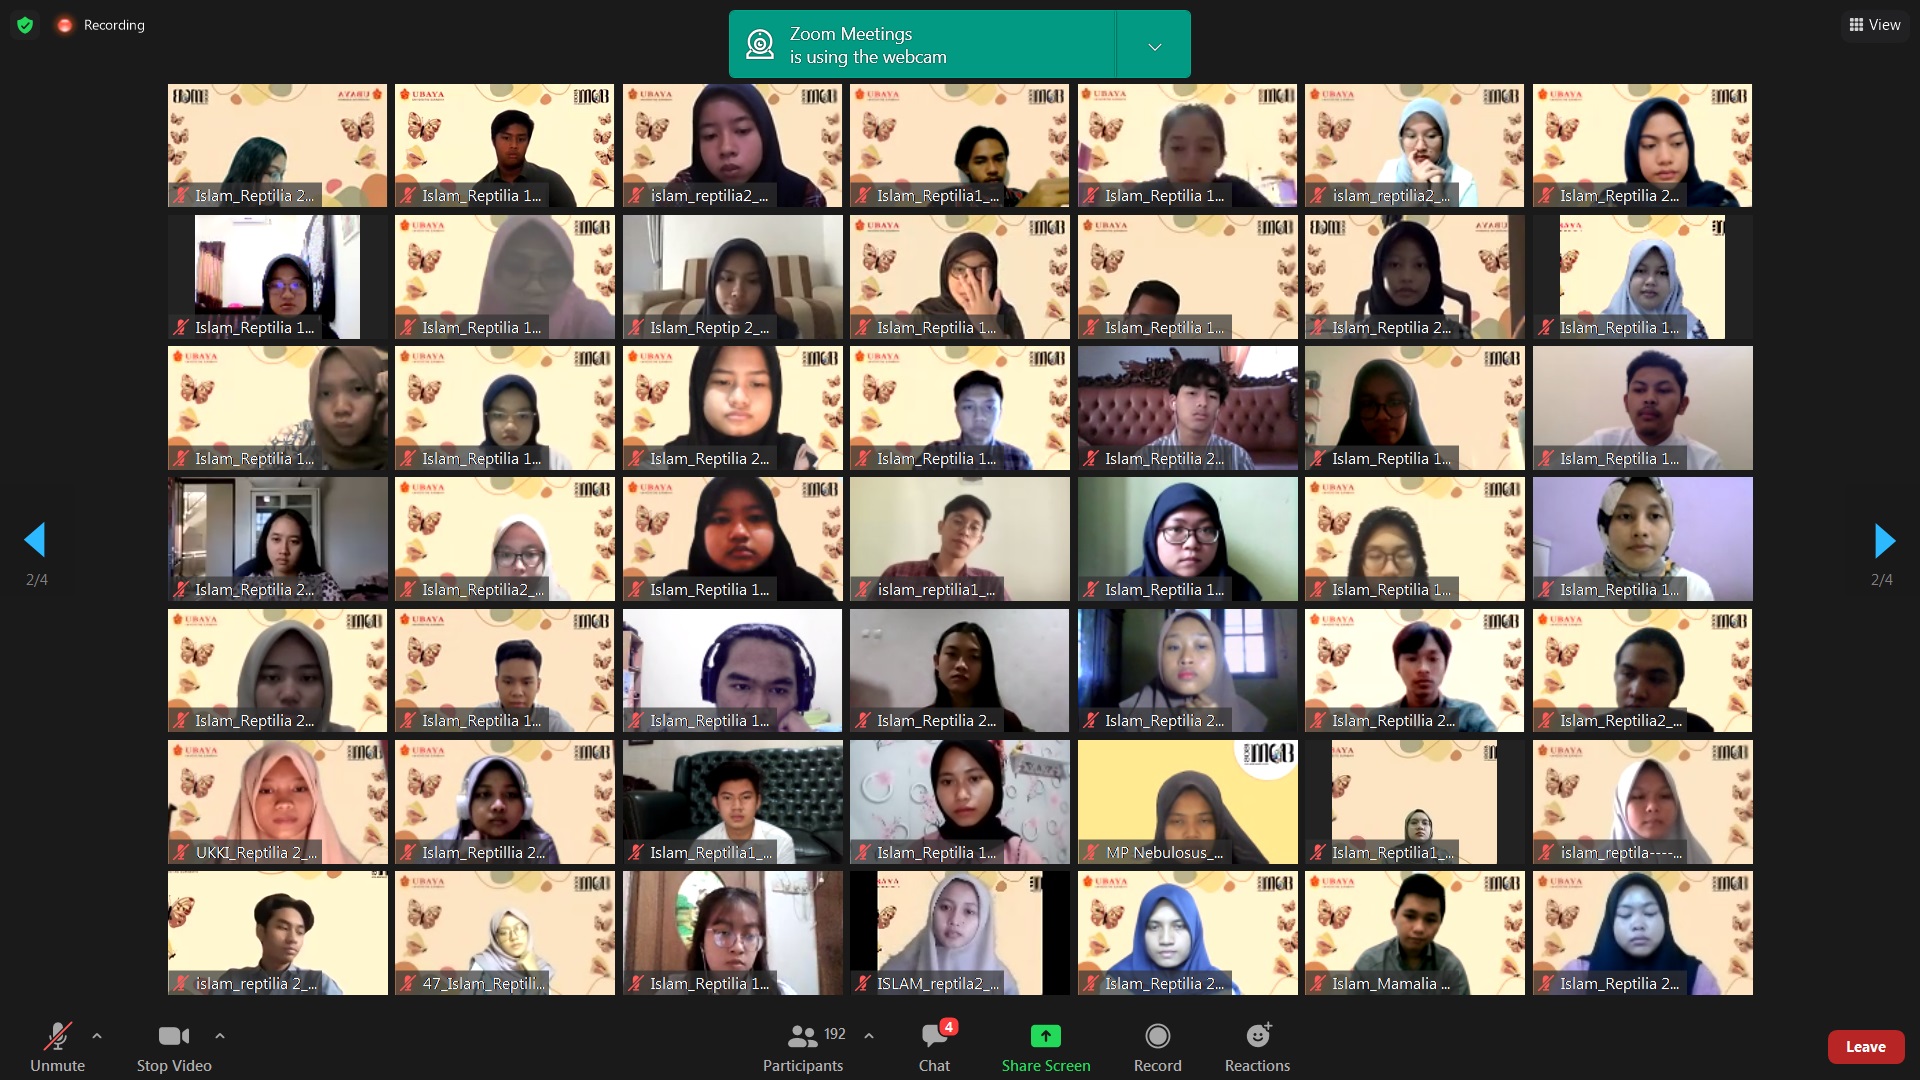 Recording
Zoom Meetings
is using the webcam
View
UBAYA
Islam_Reptilia 2...
Islam_Reptilia 1...
islam_reptilia2_...
Islam_Reptilia1_...
Islam_Reptilia 1...
islam_reptilia2_...
Islam_Reptilia 2...
Islam_Reptilia 1...
Islam_Reptilia 1...
Islam_Reptip 2_...
Islam_Reptilia 1...
Islam_Reptilia 1...
Islam_Reptilia 2...
Islam_Reptilia 1...
Islam_Reptilia 1...
Islam_Reptilia 1...
Islam_Reptilia 2...
Islam_Reptilia 1...
Islam_Reptilia 2...
Islam_Reptilia 1...
Islam_Reptilia 1...
2/4
2/4
Islam_Reptilia 2...
Islam_Reptilia2_...
Islam_Reptilia 1...
islam_reptilia1_...
Islam_Reptilia 1...
Islam_Reptilia 1...
Islam_Reptilia 1...
Islam_Reptilia 2...
Islam_Reptilia 1...
Islam_Reptilia 1...
Islam_Reptilia 2...
Islam_Reptilia 2...
Islam_Reptillia 2...
Islam_Reptilia2_...
UKKI_Reptilia 2_...
Islam_Reptillia 2...
Islam_Reptilia1_...
Islam_Reptilia 1...
MP Nebulosus_...
Islam_Reptilia1_...
islam_reptila----...
islam_reptilia 2_...
47_Islam_Reptili...
Islam_Reptilia 1...
ISLAM_reptila2_...
Islam_Reptilia 2...
Islam_Mamalia ...
Islam_Reptilia 2...
Unmute
Stop Video
192
Participants
4
Chat
Share Screen
Record
Reactions
Leave